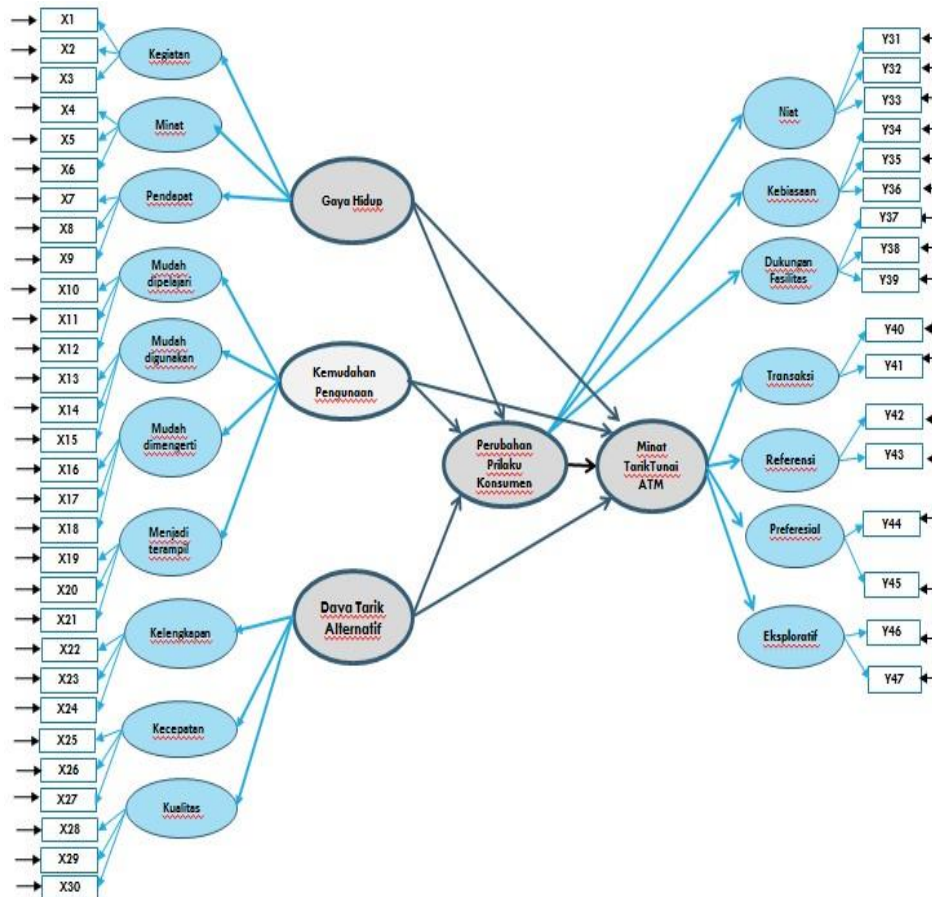 X1
X2
X3
X4
X5
X6
X7
X8
X9
X10
X11
X12
X13
X14
X15
X16
X17
X18
X19
X20
X21
X22
X23
X24
X25
X26
X27
X28
X29
X30
Kegiatan
Minat
Pendapat
Mudah
dipelajari
Mudah
digunakan
Mudah
dimengerti
Menjadi
terampil
Kelengkapan
Kecepatan
Kualitas
Gaya Hidup
Kemudahan
Pengunaan
Daya Tarik
Alternatif
Perubahan
Prilaku
Konsumen
Minat
TarikTunai
ATM
Niat
Kebiasaan
Dukungan
Fasilitas
Transaksi
Referensi
Preferesial
Eksploratif
Y31
Y32
Y33
Y34
Y35
Y36
Y37
Y38
Y39
Y40
Y41
Y42
Y43
Y44
Y45
Y46
Y47